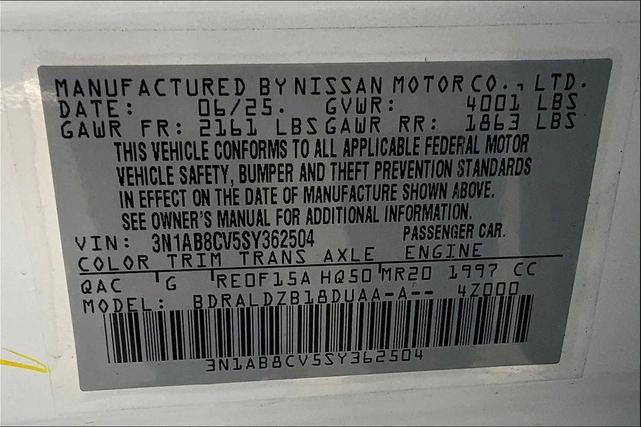 MANUFACTURED BY NISSAN MOTOR CO., LTD.
DATE: 06/25. GVWR: 4001 LBS
GAWR FR: 2161 LBS GAWR RR: 1863 LBS
THIS VEHICLE CONFORMS TO ALL APPLICABLE FEDERAL MOTOR
VEHICLE SAFETY, BUMPER AND THEFT PREVENTION STANDARDS
IN EFFECT ON THE DATE OF MANUFACTURE SHOWN ABOVE.
SEE OWNER'S MANUAL FOR ADDITIONAL INFORMATION.
VIN: 3N1AB8CV5SY362504 PASSENGER CAR.
COLOR TRIM TRANS AXLE ENGINE
QAC G RE0F15A HQ50 MR20 1997 CC
MODEL: BDRALDZB18DUAA-A-- 4Z000
3N1AB8CV5SY362504